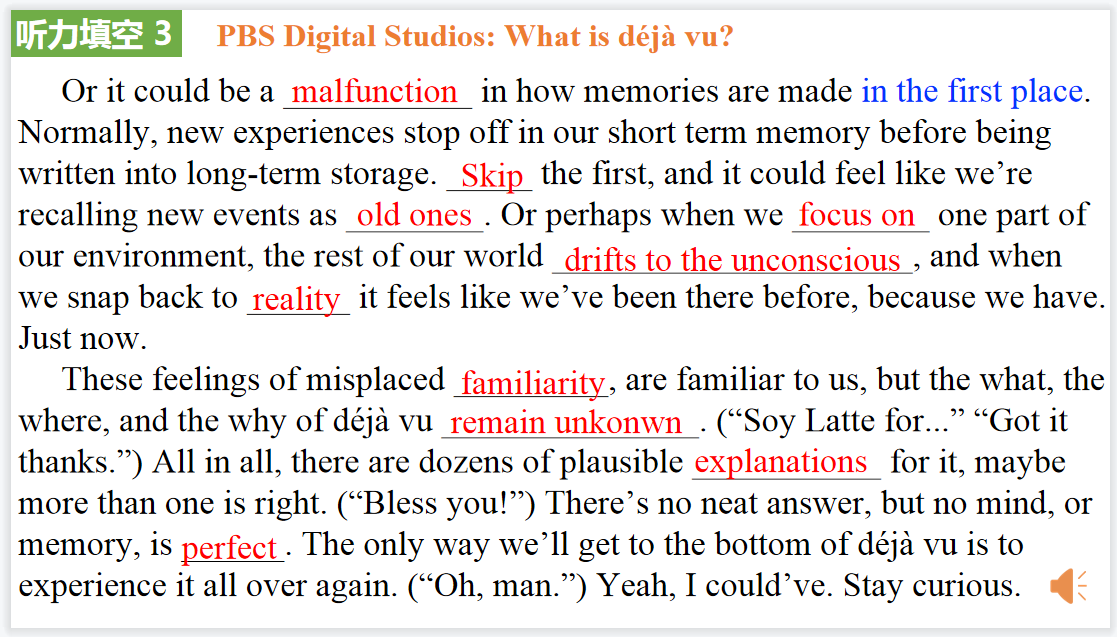 听力填空 3 PBS Digital Studios: What is déjà vu?
Or it could be a malfunction in how memories are made in the first place.
Normally, new experiences stop off in our short term memory before being
written into long-term storage. Skip the first, and it could feel like we’re
recalling new events as old ones. Or perhaps when we focus on one part of
our environment, the rest of our world drifts to the unconscious, and when
we snap back to reality it feels like we’ve been there before, because we have.
Just now.
These feelings of misplaced familiarity, are familiar to us, but the what, the
where, and the why of déjà vu remain unkonwn. (“Soy Latte for...” “Got it
thanks.”) All in all, there are dozens of plausible explanations for it, maybe
more than one is right. (“Bless you!”) There’s no neat answer, but no mind, or
memory, is perfect. The only way we’ll get to the bottom of déjà vu is to
experience it all over again. (“Oh, man.”) Yeah, I could’ve. Stay curious.